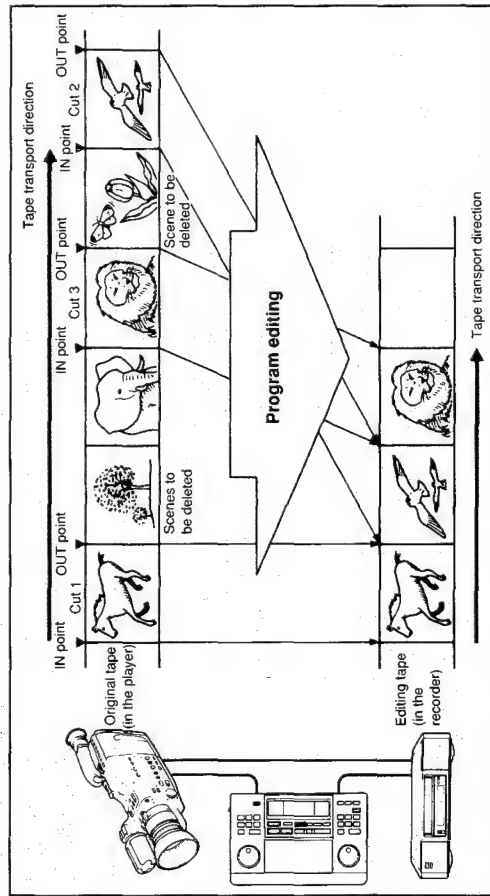 Tape transport direction
IN point
Cut 1
OUT point
IN point
Cut 3
OUT point
IN point
Cut 2
OUT point
Original tape
(in the player)
Scenes to
be deleted
Scene to be
deleted
Program editing
Editing tape
(in the
recorder)
Tape transport direction